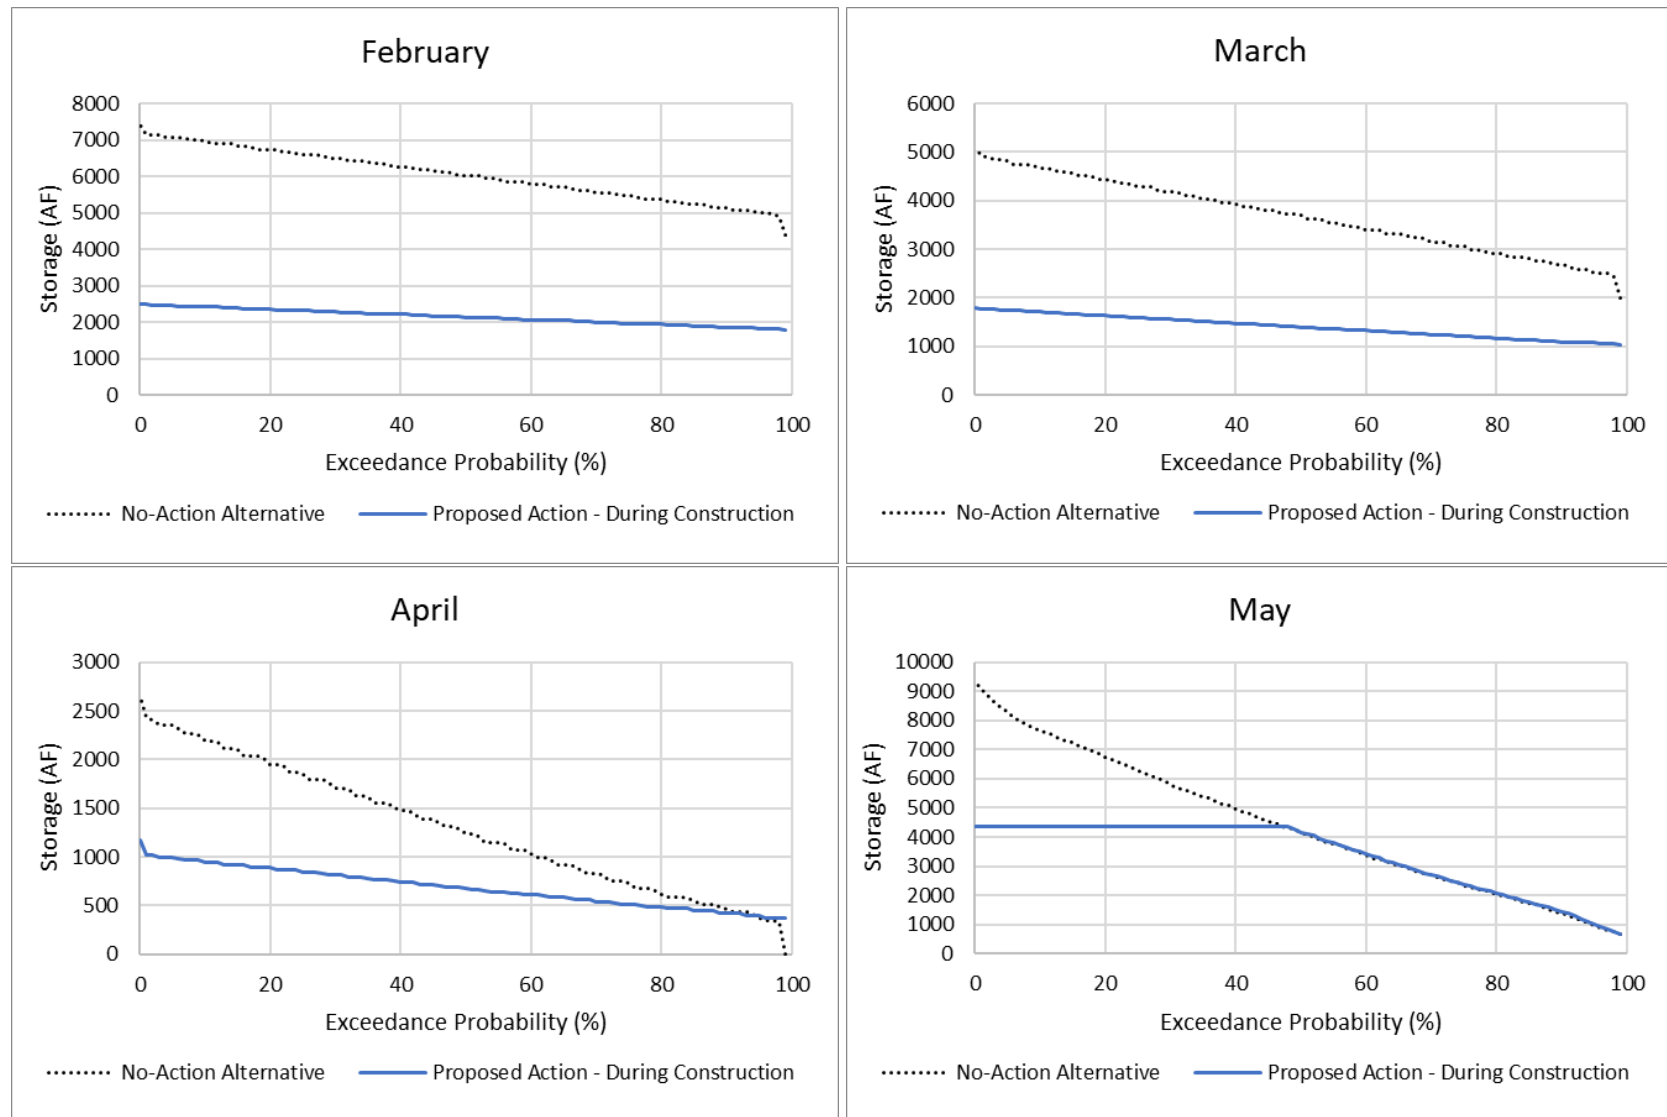 February
8000
7000
6000
5000
4000
3000
2000
1000
0
Storage (AF)
0 20 40 60 80 100
Exceedance Probability (%)
No-Action Alternative Proposed Action - During Construction
March
6000
5000
4000
3000
2000
1000
0
Storage (AF)
0 20 40 60 80 100
Exceedance Probability (%)
No-Action Alternative Proposed Action - During Construction
April
3000
2500
2000
1500
1000
500
0
Storage (AF)
0 20 40 60 80 100
Exceedance Probability (%)
No-Action Alternative Proposed Action - During Construction
May
10000
9000
8000
7000
6000
5000
4000
3000
2000
1000
0
Storage (AF)
0 20 40 60 80 100
Exceedance Probability (%)
No-Action Alternative Proposed Action - During Construction